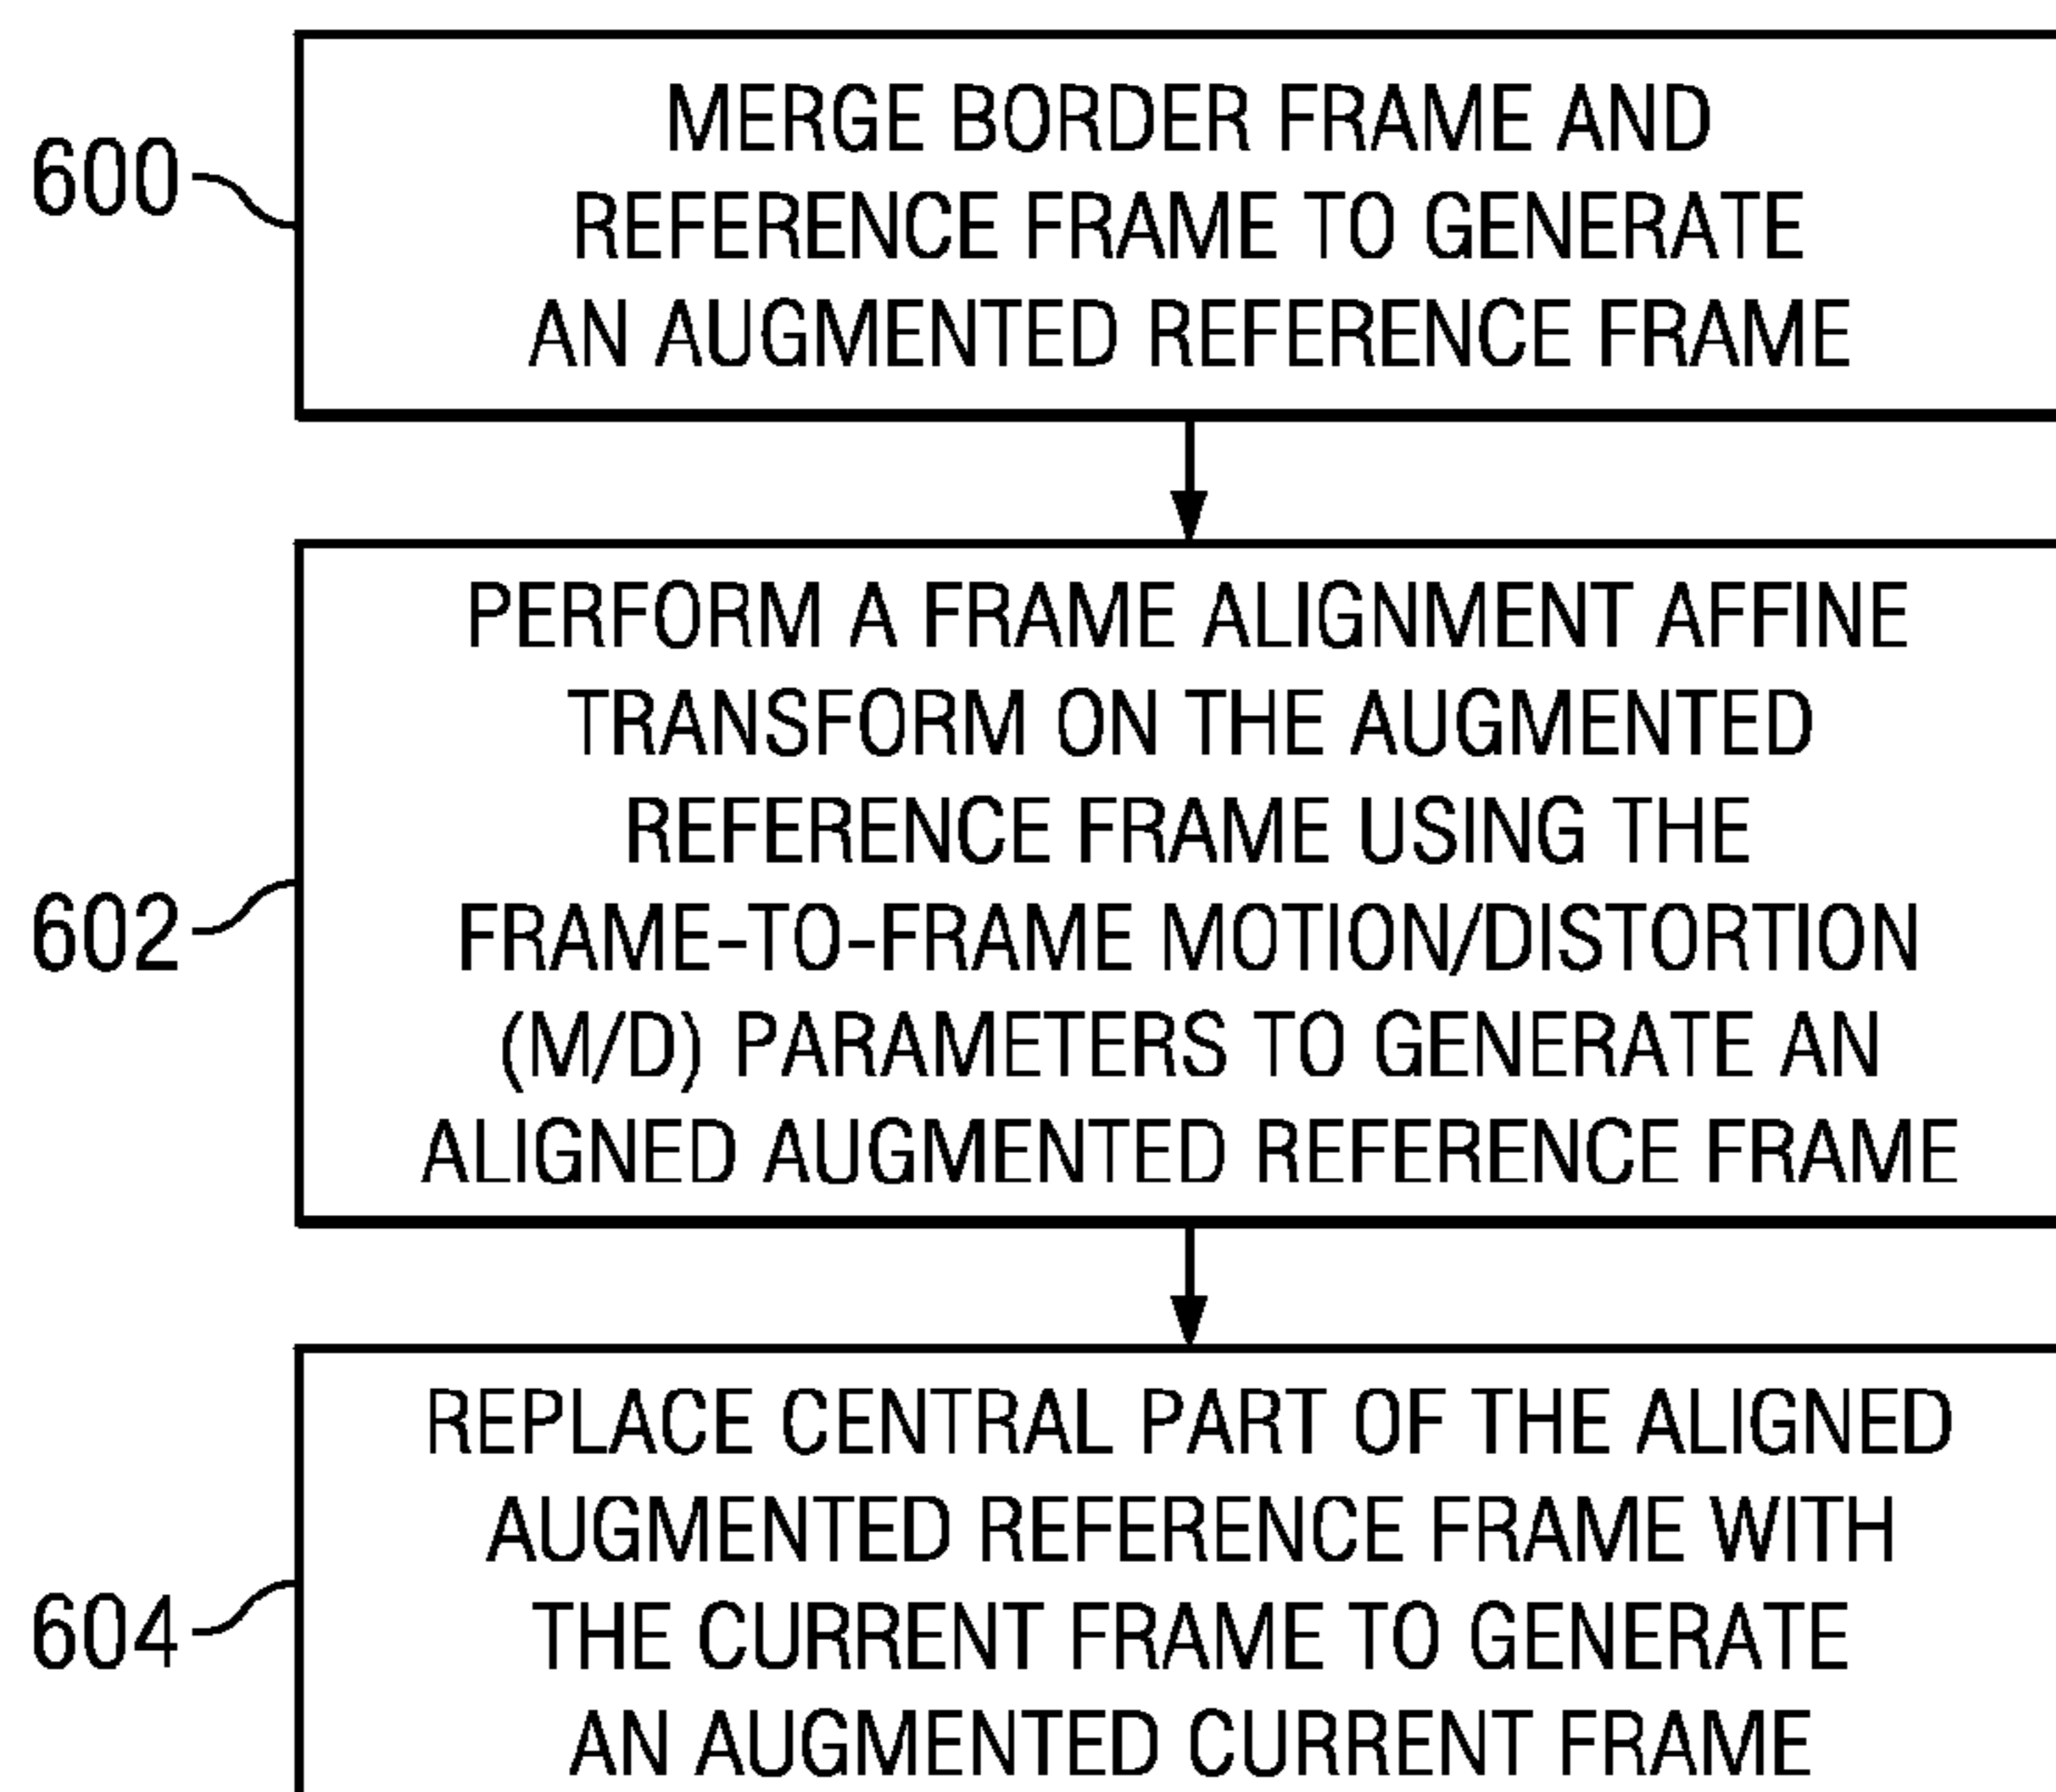 600
MERGE BORDER FRAME AND
REFERENCE FRAME TO GENERATE
AN AUGMENTED REFERENCE FRAME
602
PERFORM A FRAME ALIGNMENT AFFINE
TRANSFORM ON THE AUGMENTED
REFERENCE FRAME USING THE
FRAME-TO-FRAME MOTION/DISTORTION
(M/D) PARAMETERS TO GENERATE AN
ALIGNED AUGMENTED REFERENCE FRAME
604
REPLACE CENTRAL PART OF THE ALIGNED
AUGMENTED REFERENCE FRAME WITH
THE CURRENT FRAME TO GENERATE
AN AUGMENTED CURRENT FRAME